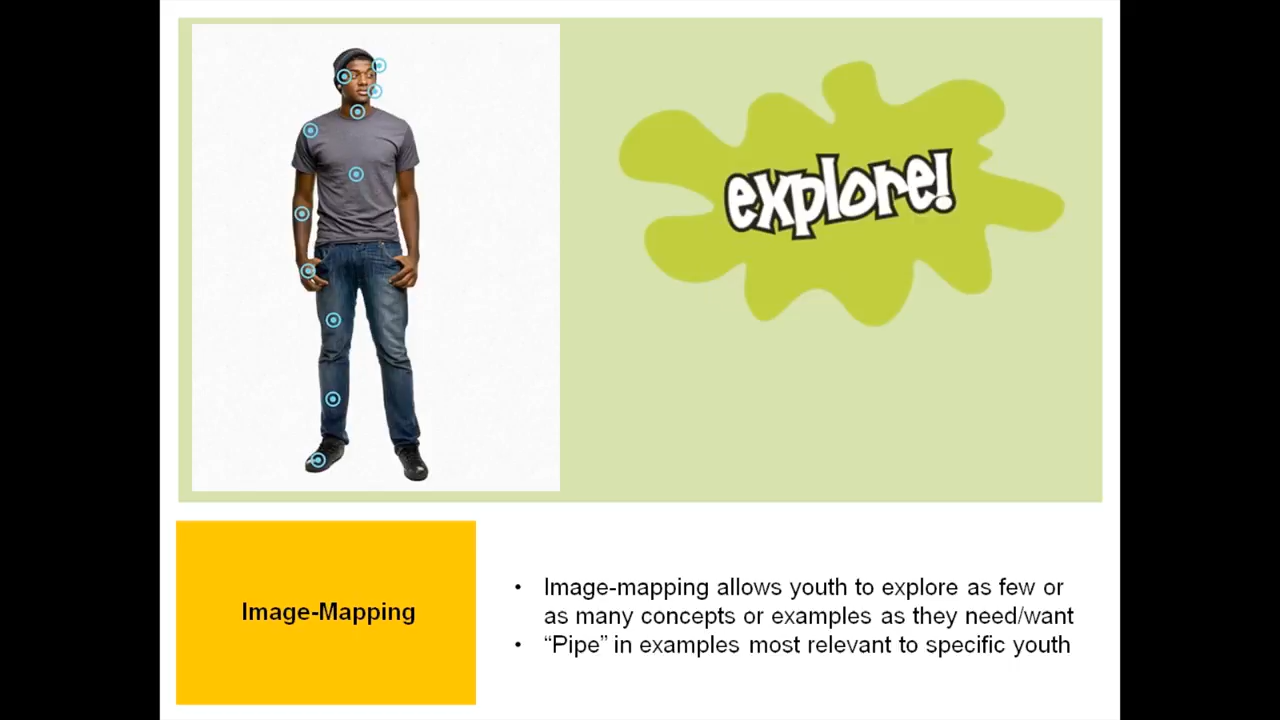 explore!
Image-Mapping
• Image-mapping allows youth to explore as few or
as many concepts or examples as they need/want
• “Pipe” in examples most relevant to specific youth